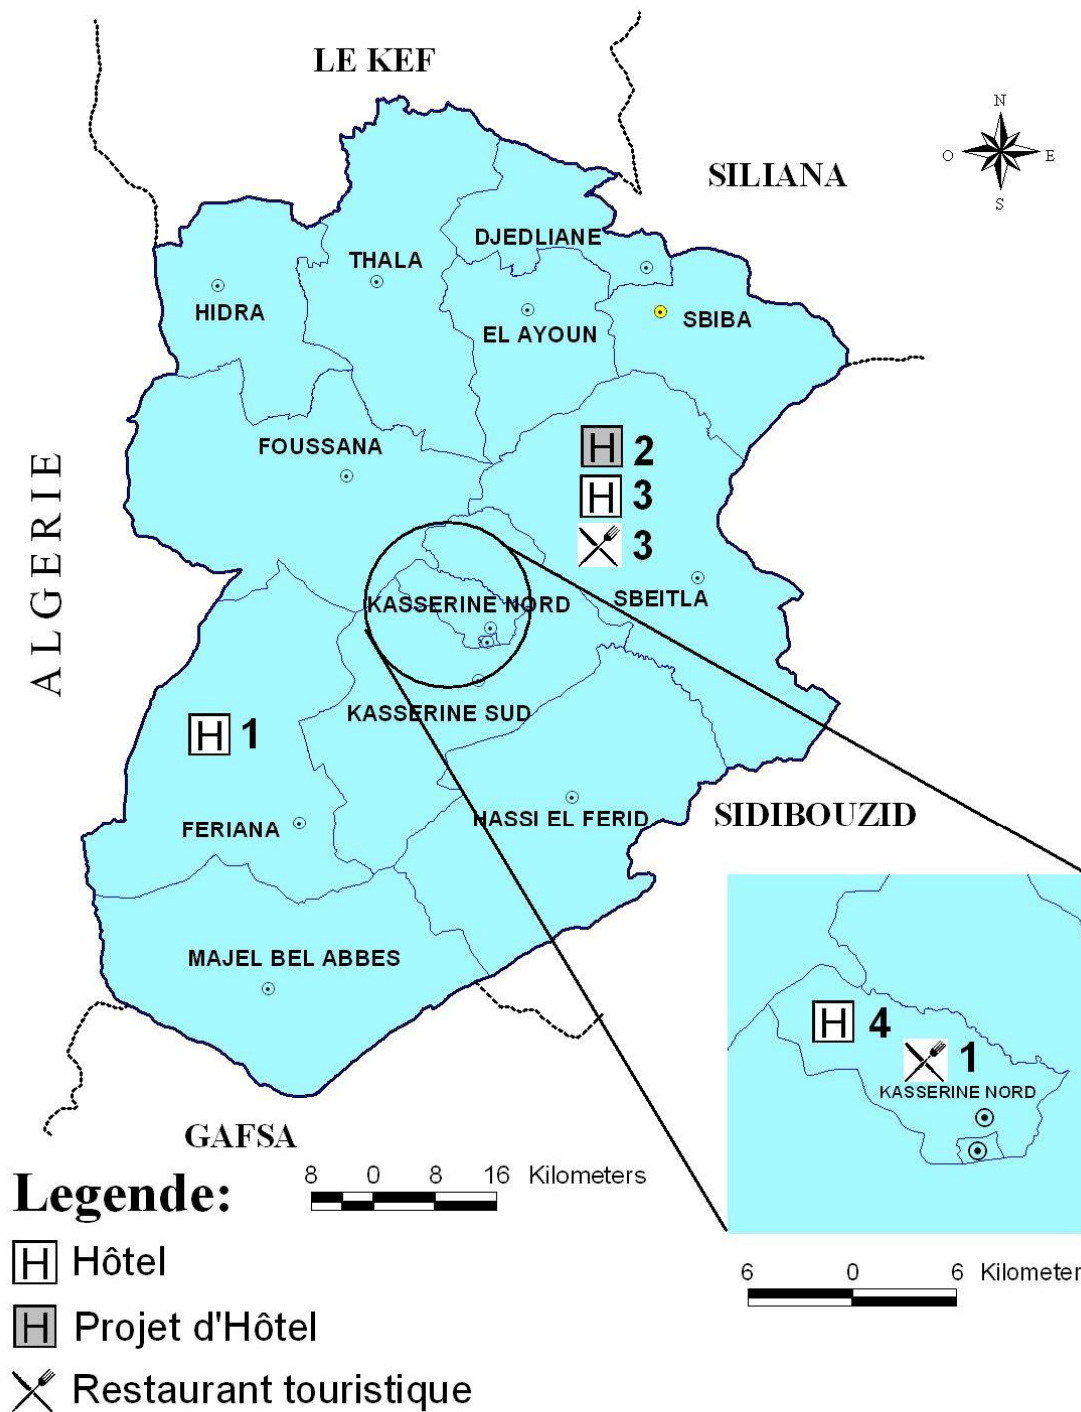 LE KEF
N
O
E
S
SILIANA
DJEDLIANE
THALA
HIDRA
EL AYOUN
SBIBA
FOUSSANA
H 2
H 3
3
ALGERIE
KASSERINE NORD
SBEITLA
KASSERINE SUD
H 1
HASSI EL FERID
SIDIBOUZID
FERIANA
MAJEL BEL ABBES
H 4
1
KASSERINE NORD
GAFSA
8 0 8 16 Kilometers
6 0 6 Kilometer
Legende:
H Hôtel
H Projet d'Hôtel
Restaurant touristique